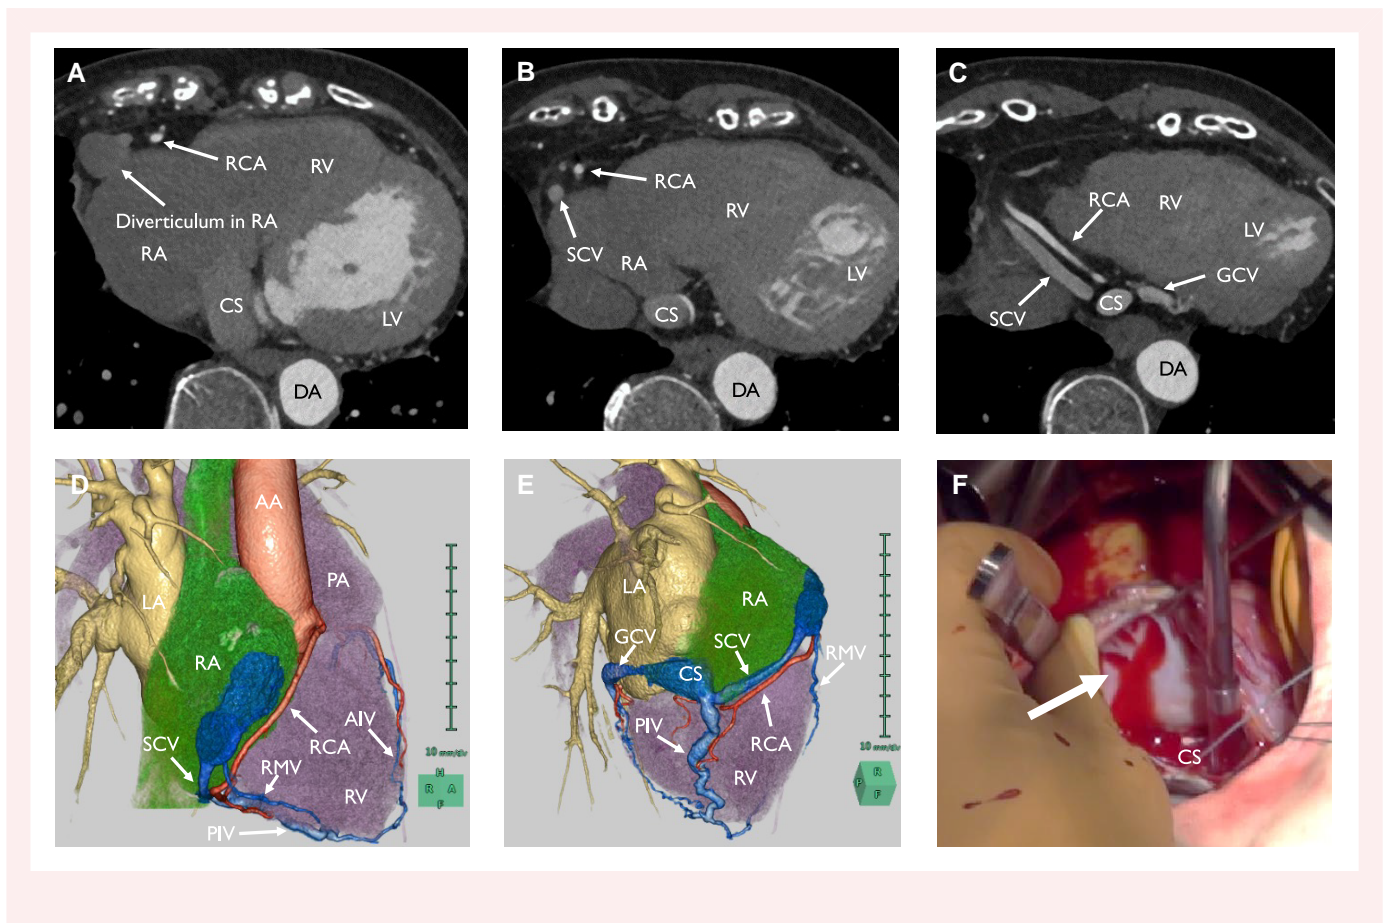 A
RCA
RV
Diverticulum in RA
RA
CS
LV
DA
B
RCA
RV
SCV
RA
LV
CS
DA
C
RCA
RV
LV
GCV
SCV
CS
DA
D
AA
PA
LA
RA
AIV
SCV
RCA
RMV
RV
PIV
10 mm/div
H
R A
F
E
LA
RA
GCV
SCV
RMV
CS
PIV
RCA
RV
10 mm/div
R
P
F
F
CS